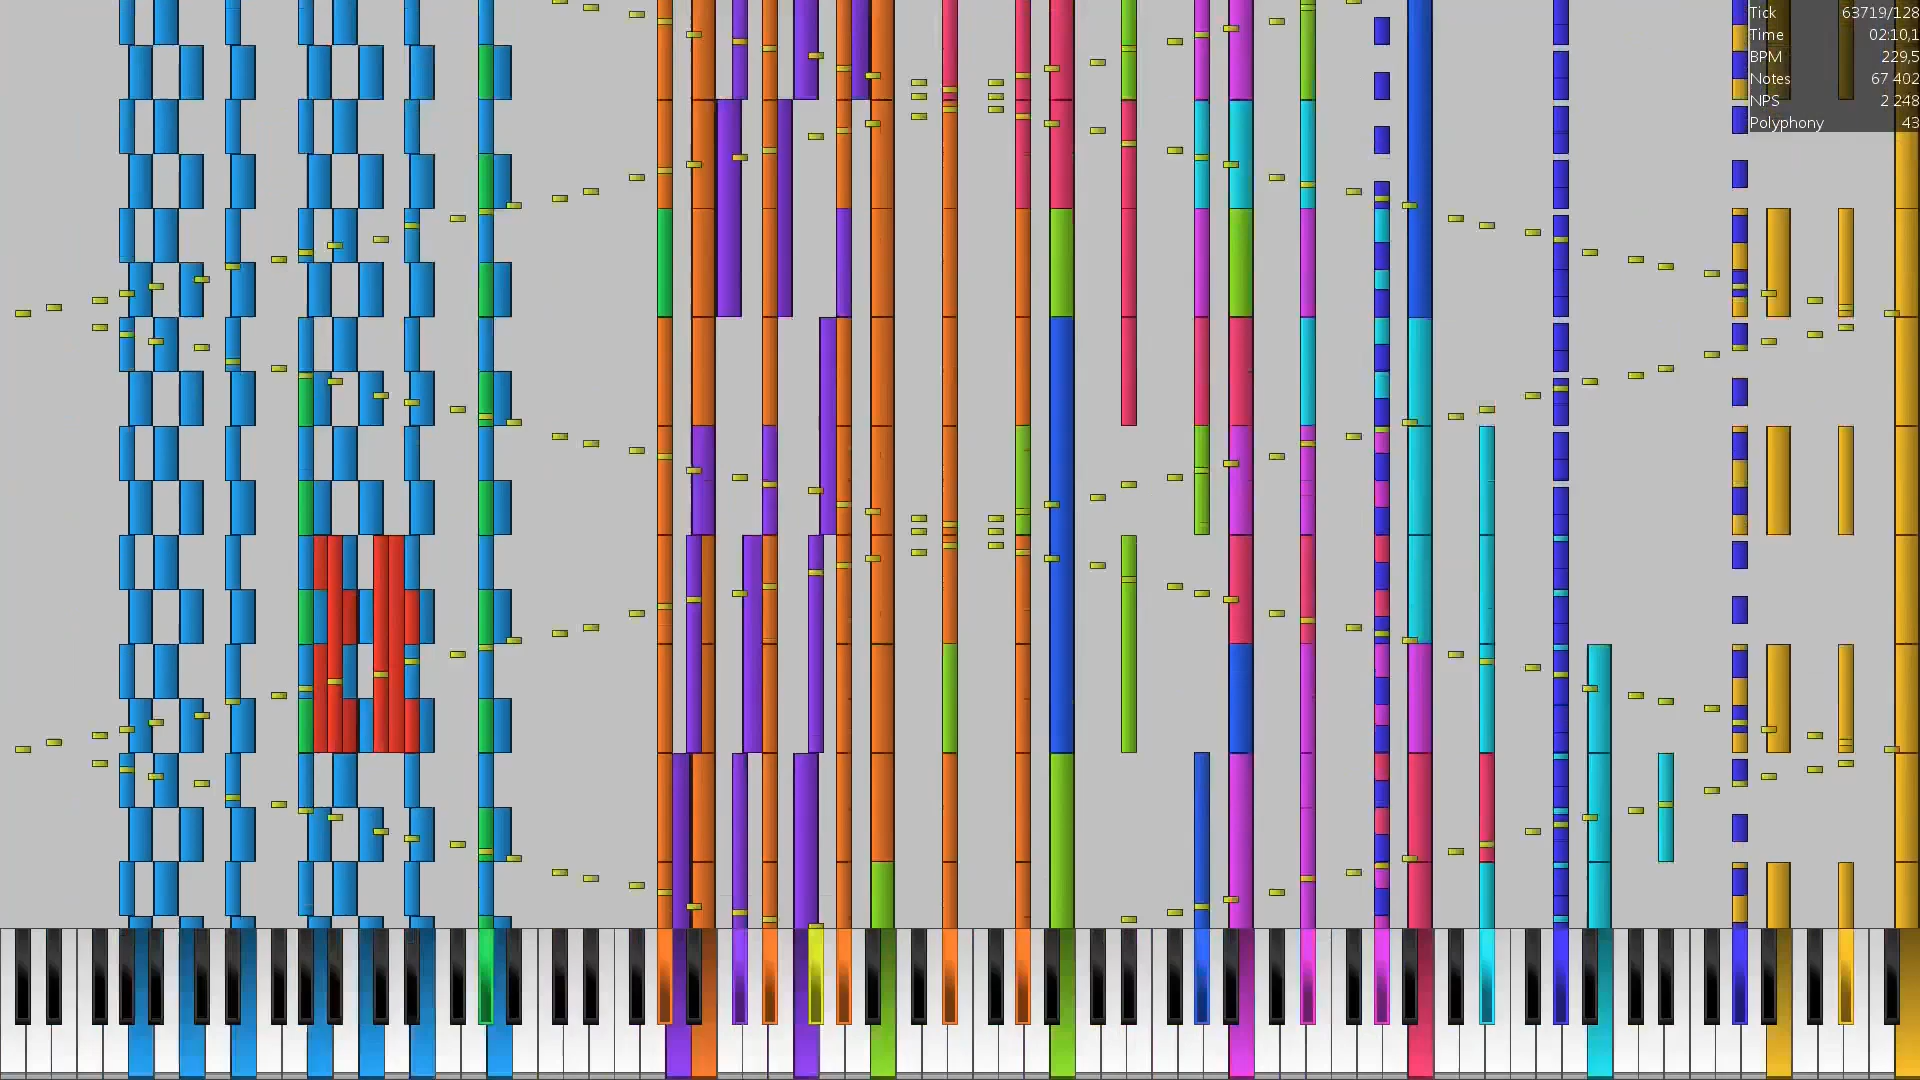 Tick 63719/128
Time 02:10,1
BPM 229,5
Notes 67 402
NPS 2 248
Polyphony 43